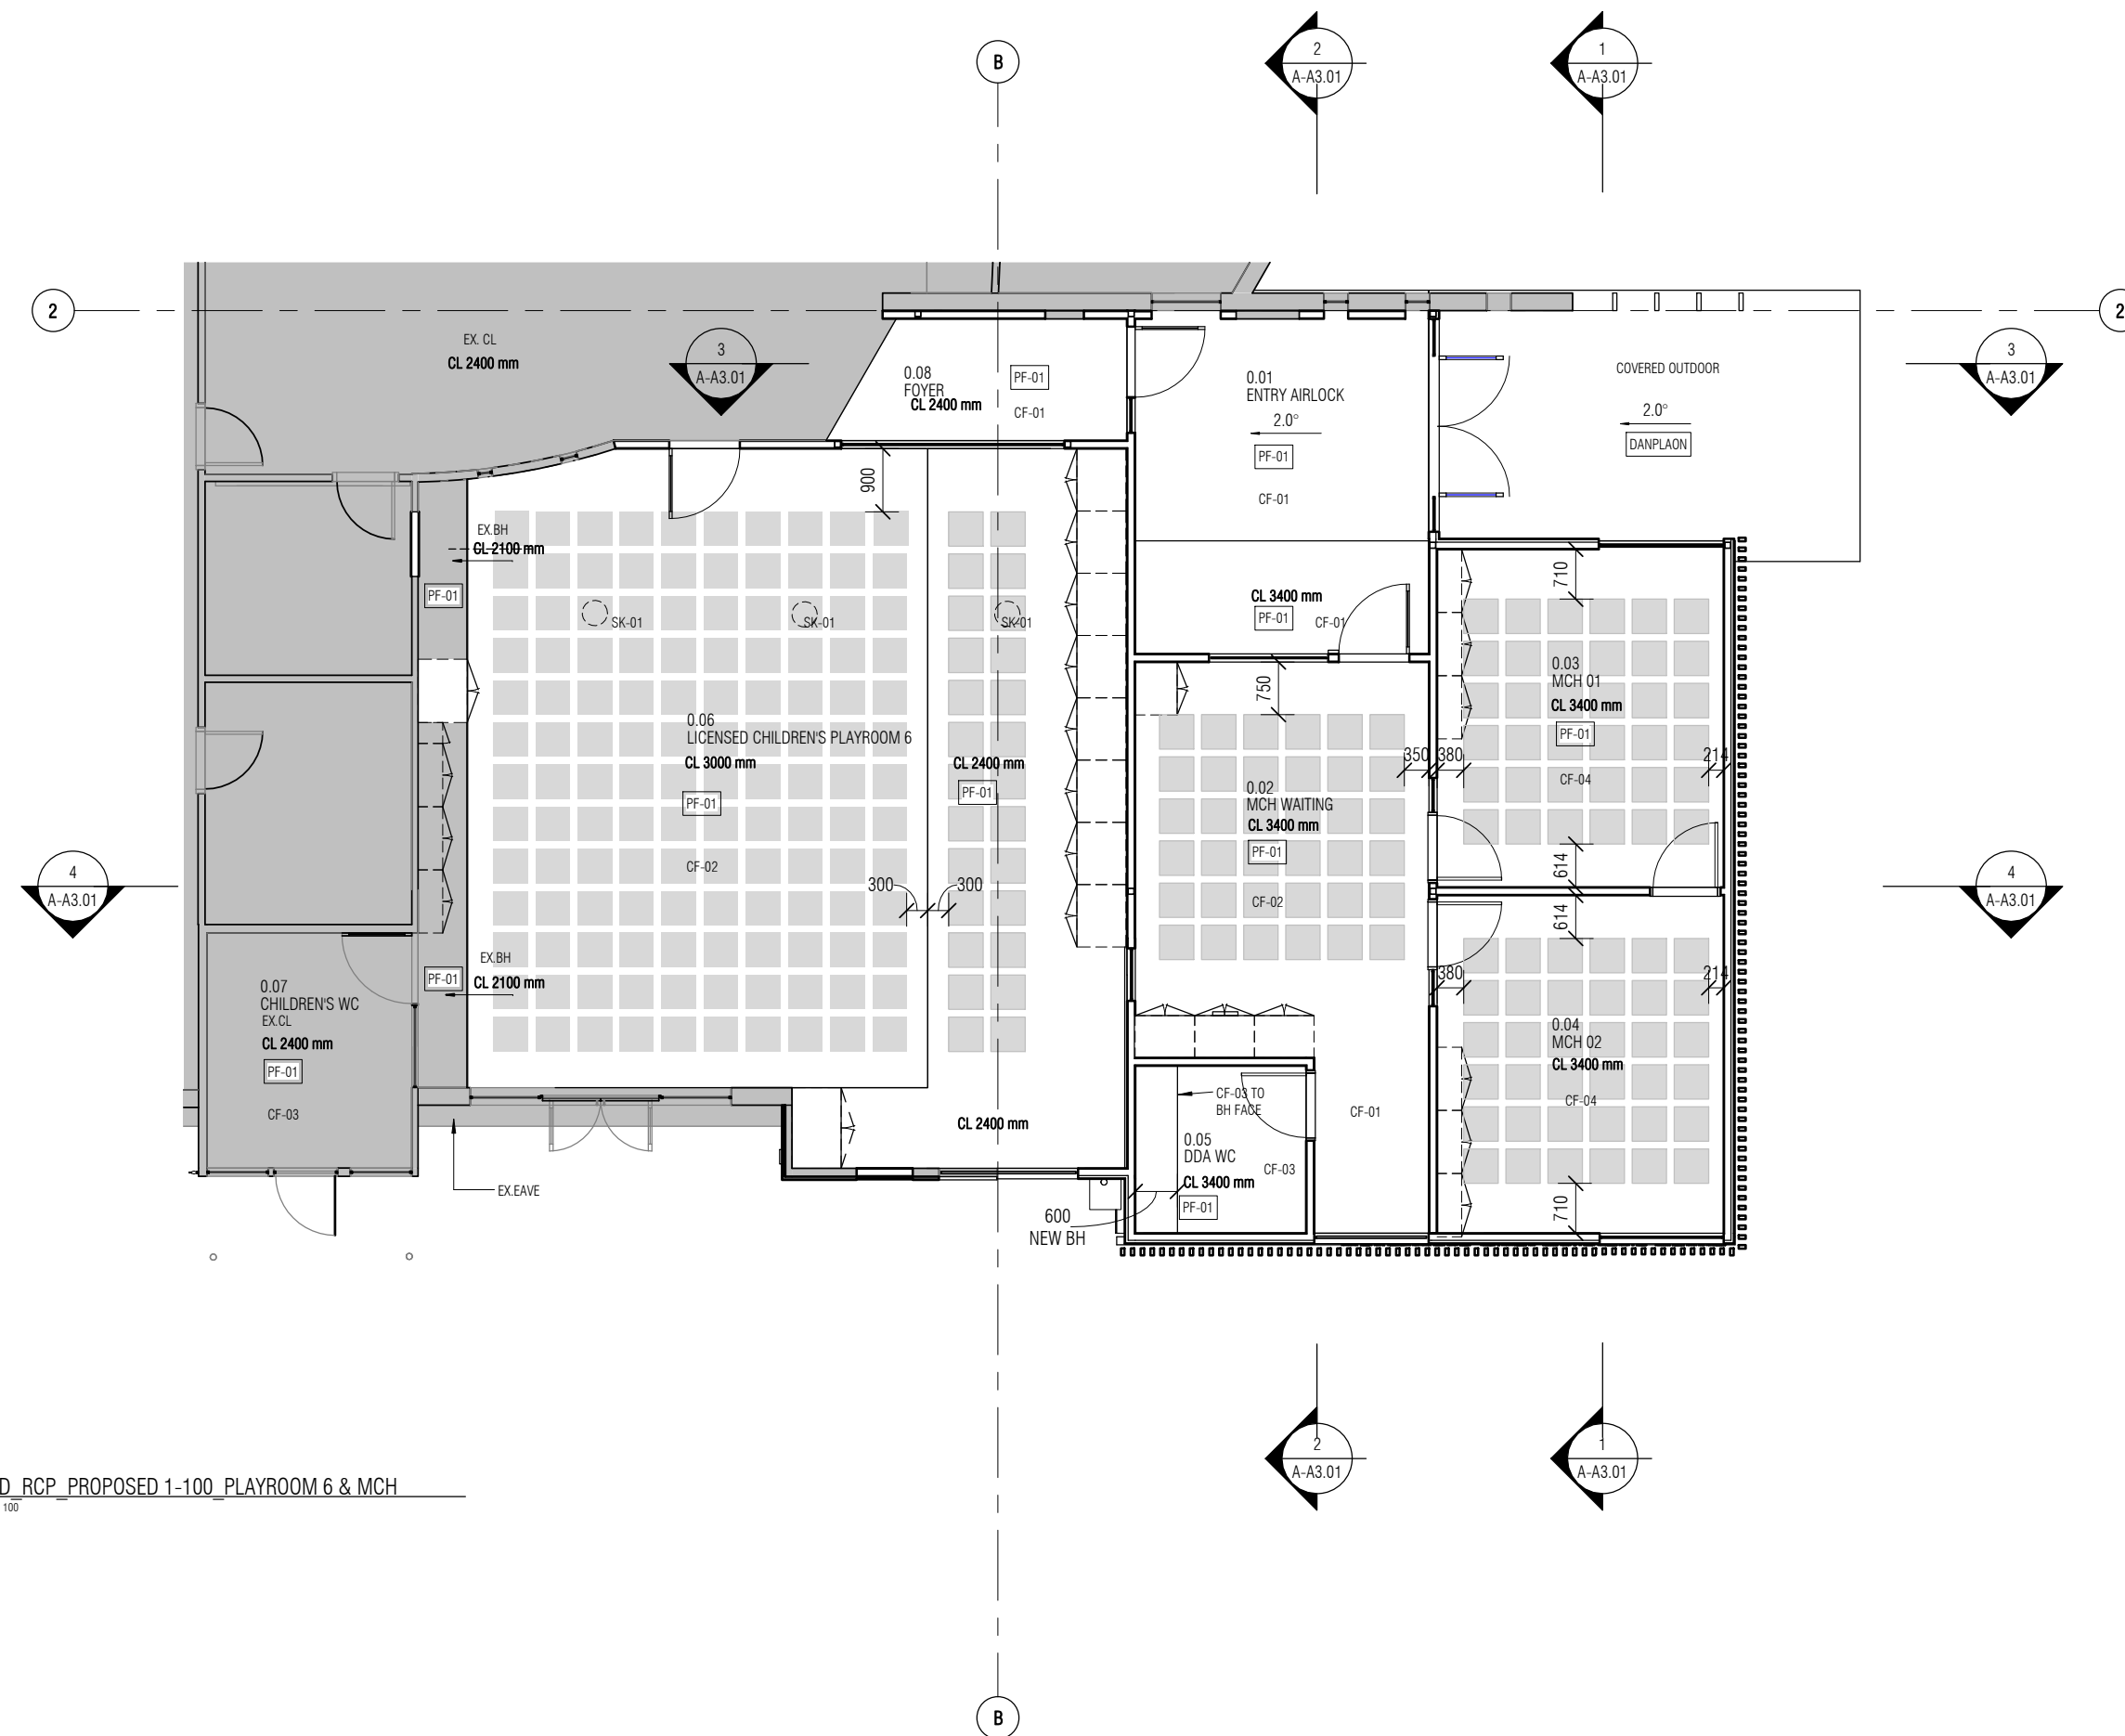 B
2
A-A3.01
1
A-A3.01
2
2
EX. CL
CL 2400 mm
3
A-A3.01
0.08
FOYER
CL 2400 mm
PF-01
CF-01
0.01
ENTRY AIRLOCK
2.0°
PF-01
CF-01
COVERED OUTDOOR
2.0°
DANPLAON
3
A-A3.01
900
EX.BH
CL 2100 mm
PF-01
SK-01
SK-01
SK-01
CL 3400 mm
PF-01
CF-01
710
0.03
MCH 01
CL 3400 mm
PF-01
CF-04
750
350
380
214
0.06
LICENSED CHILDREN'S PLAYROOM 6
CL 3000 mm
PF-01
CF-02
CL 2400 mm
PF-01
0.02
MCH WAITING
CL 3400 mm
PF-01
CF-02
300
300
614
614
4
A-A3.01
4
A-A3.01
EX.BH
CL 2100 mm
PF-01
380
214
0.07
CHILDREN'S WC
EX.CL
CL 2400 mm
PF-01
CF-03
0.04
MCH 02
CL 3400 mm
CF-04
CL 2400 mm
CF-03 TO
BH FACE
CF-01
0.05
DDA WC
CF-03
CL 3400 mm
PF-01
710
EX.EAVE
600
NEW BH
2
A-A3.01
1
A-A3.01
D_RCP_PROPOSED 1-100_PLAYROOM 6 & MCH
100
B